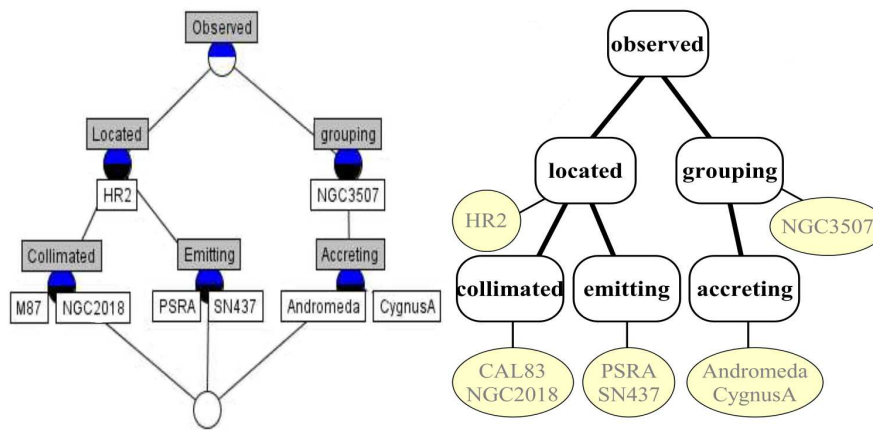 Observed
Located
grouping
HR2
NGC3507
Collimated
Emitting
Accreting
M87
NGC2018
PSRA
SN437
Andromeda
CygnusA
observed
located
grouping
HR2
NGC3507
collimated
emitting
accreting
CAL83
NGC2018
PSRA
SN437
Andromeda
CygnusA